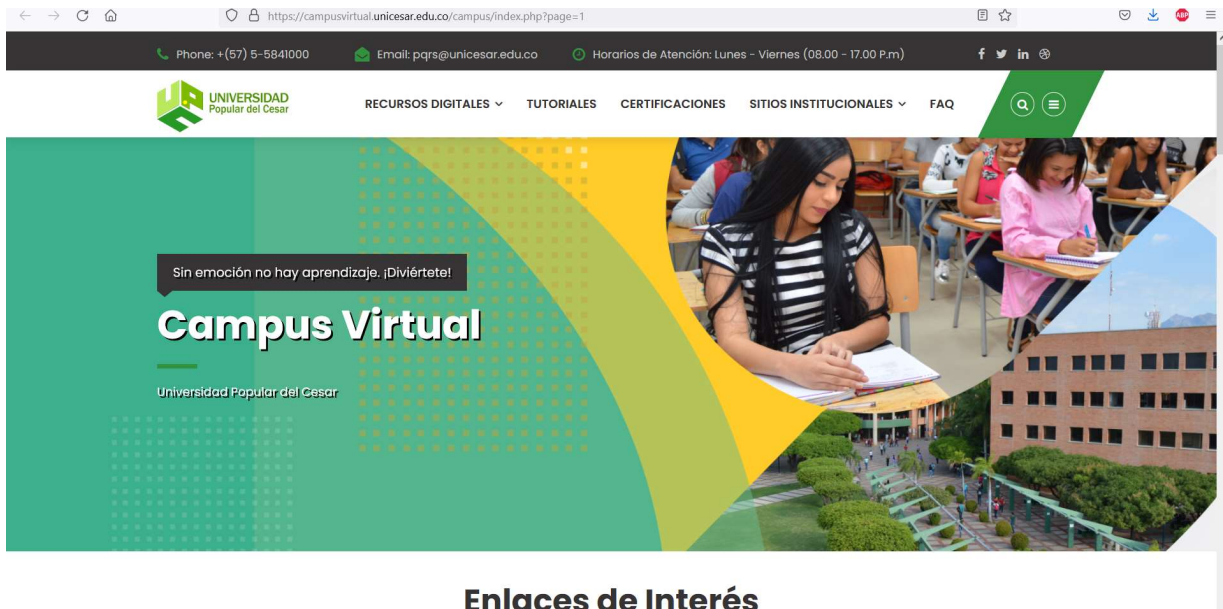 https://campusvirtual.unicesar.edu.co/campus/index.php?page=1
ABP
Phone: +(57) 5-5841000 Email: pqrs@unicesar.edu.co Horarios de Atención: Lunes - Viernes (08.00 - 17.00 P.m)
UNIVERSIDAD
Popular del Cesar
RECURSOS DIGITALES TUTORIALES CERTIFICACIONES SITIOS INSTITUCIONALES FAQ
Sin emoción no hay aprendizaje. ¡Diviértete!
Campus Virtual
Universidad Popular del Cesar
Enlaces de Interés